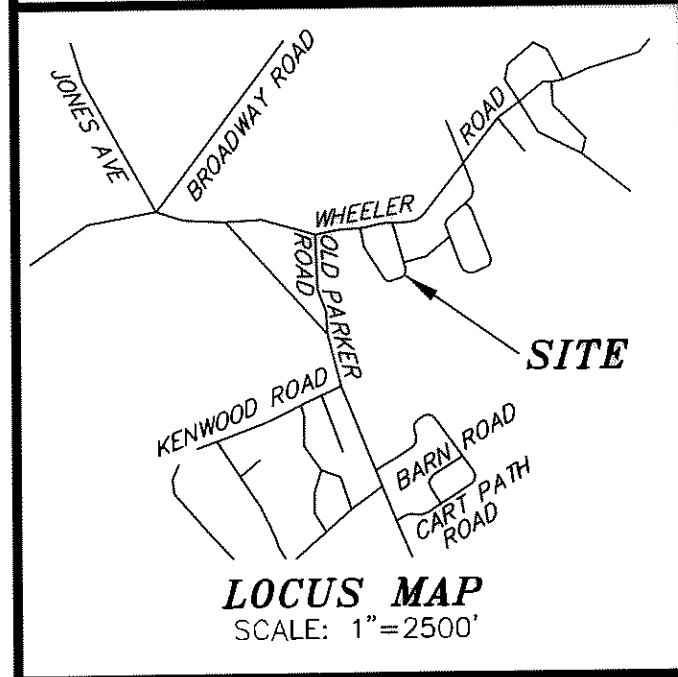 JONES AVE
BROADWAY ROAD
ROAD
WHEELER
OLD PARKER
ROAD
SITE
KENWOOD ROAD
BARN ROAD
CART PATH
ROAD
LOCUS MAP
SCALE: 1"=2500'